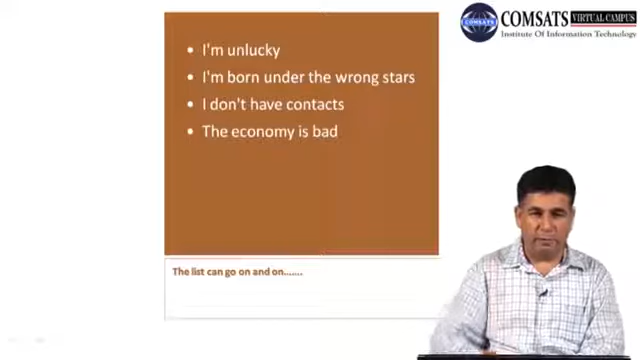 COMSATS VIRTUAL CAMPUS
Institute Of Information Technology
• I'm unlucky
• I'm born under the wrong stars
• I don't have contacts
• The economy is bad
The list can go on and on.......